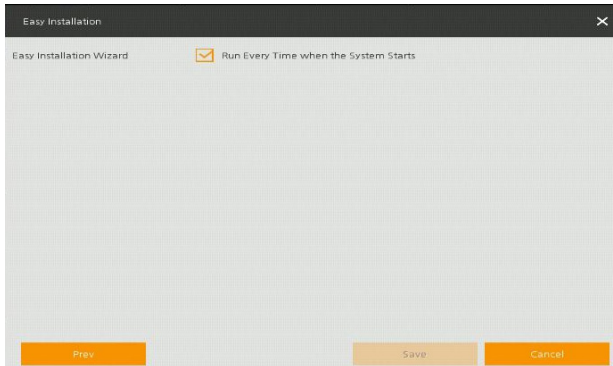 Easy Installation
Easy Installation Wizard Run Every Time when the System Starts
Prev Save Cancel